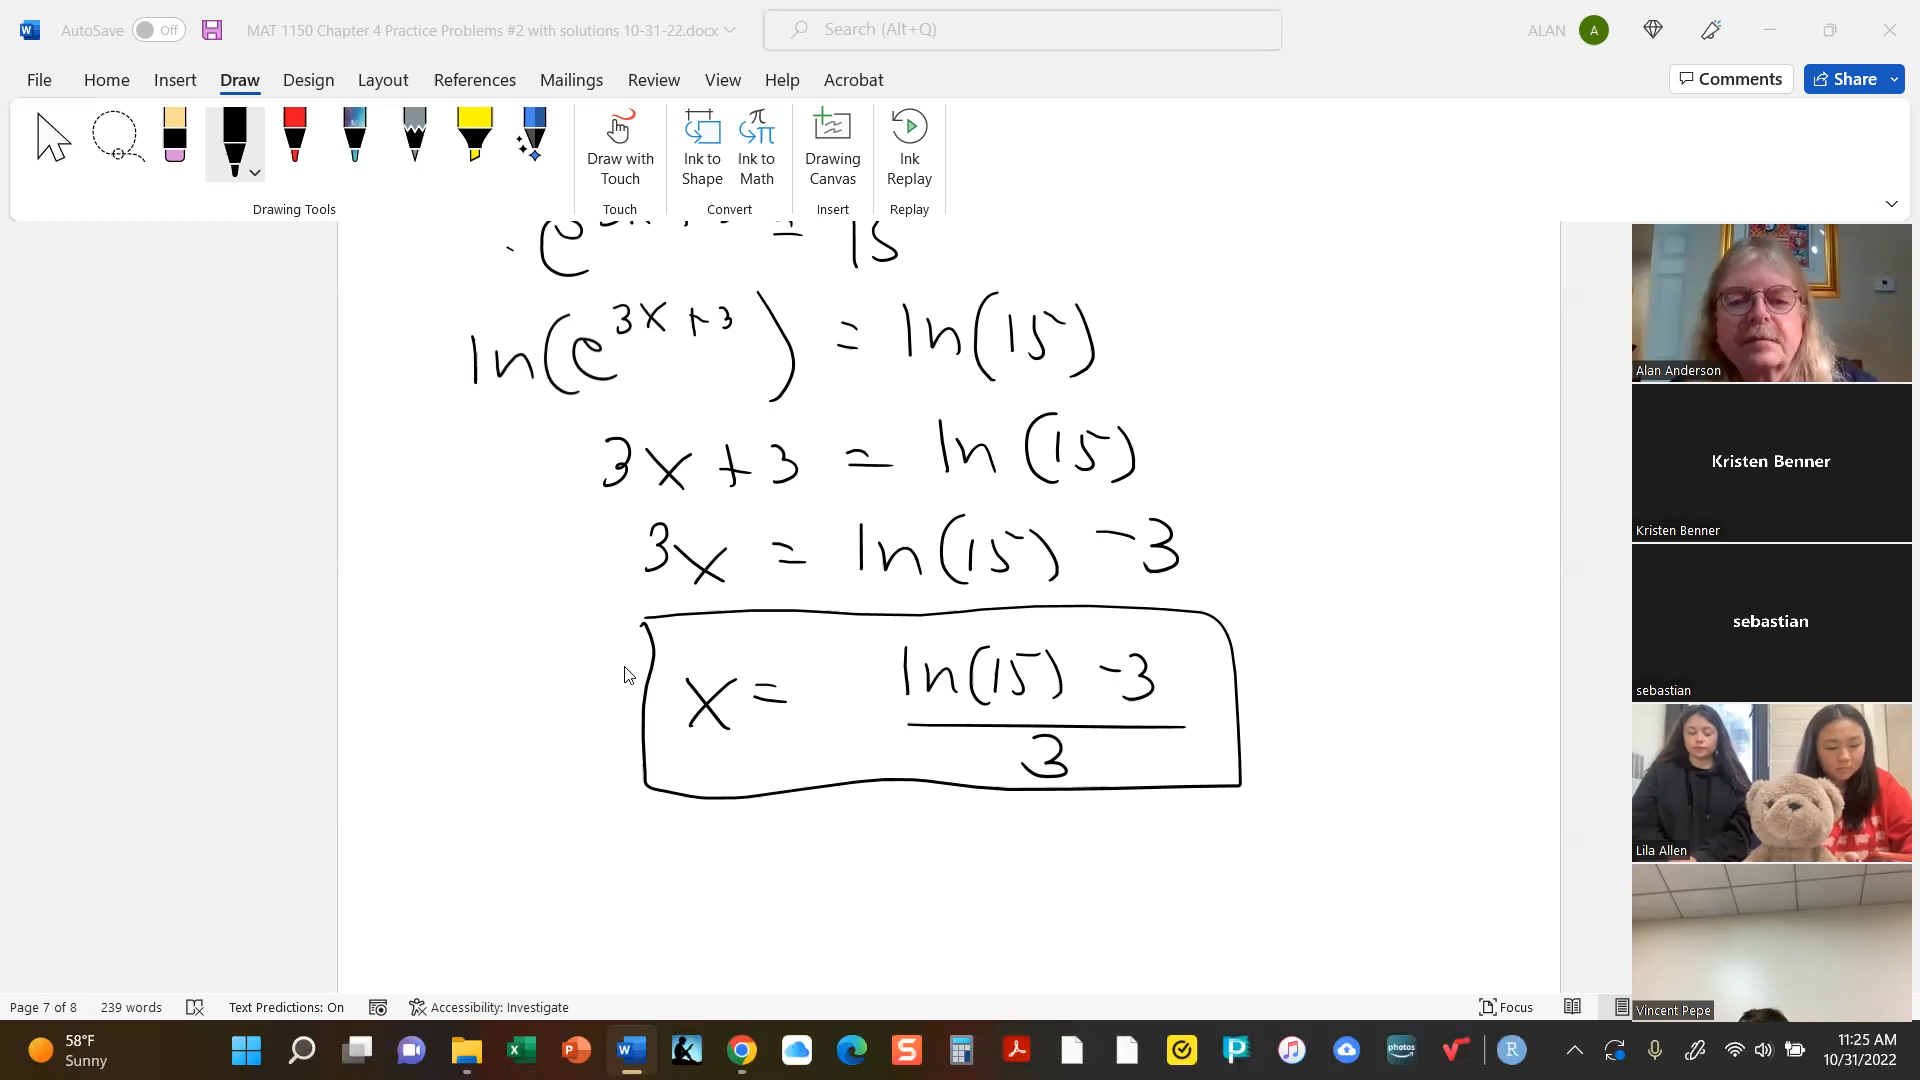 AutoSave Off MAT 1150 Chapter 4 Practice Problems #2 with solutions 10-31-22.docx Search (Alt+Q) ALAN A
File Home Insert Draw Design Layout References Mailings Review View Help Acrobat Comments Share
Draw with Touch
Ink to Shape
Ink to Math
Drawing Canvas
Ink Replay
Drawing Tools Touch Convert Insert Replay
= 15
ln(e^(3x+3)) = ln(15)
3x + 3 = ln(15)
3x = ln(15) - 3
x = (ln(15) - 3)/3
Alan Anderson
Kristen Benner
Kristen Benner
sebastian
sebastian
Lila Allen
Vincent Pepe
Page 7 of 8 239 words Text Predictions: On Accessibility: Investigate Focus
58°F
Sunny
photos
R
11:25 AM
10/31/2022